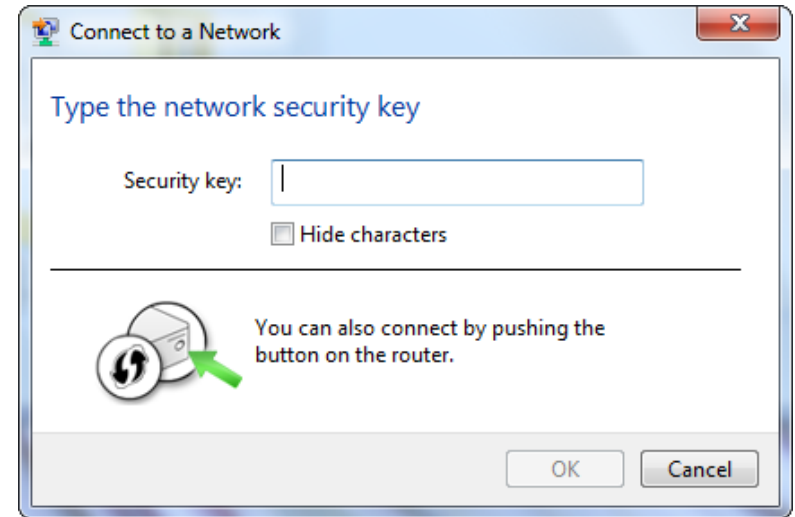 Connect to a Network
Type the network security key
Security key:
Hide characters
You can also connect by pushing the
button on the router.
OK
Cancel